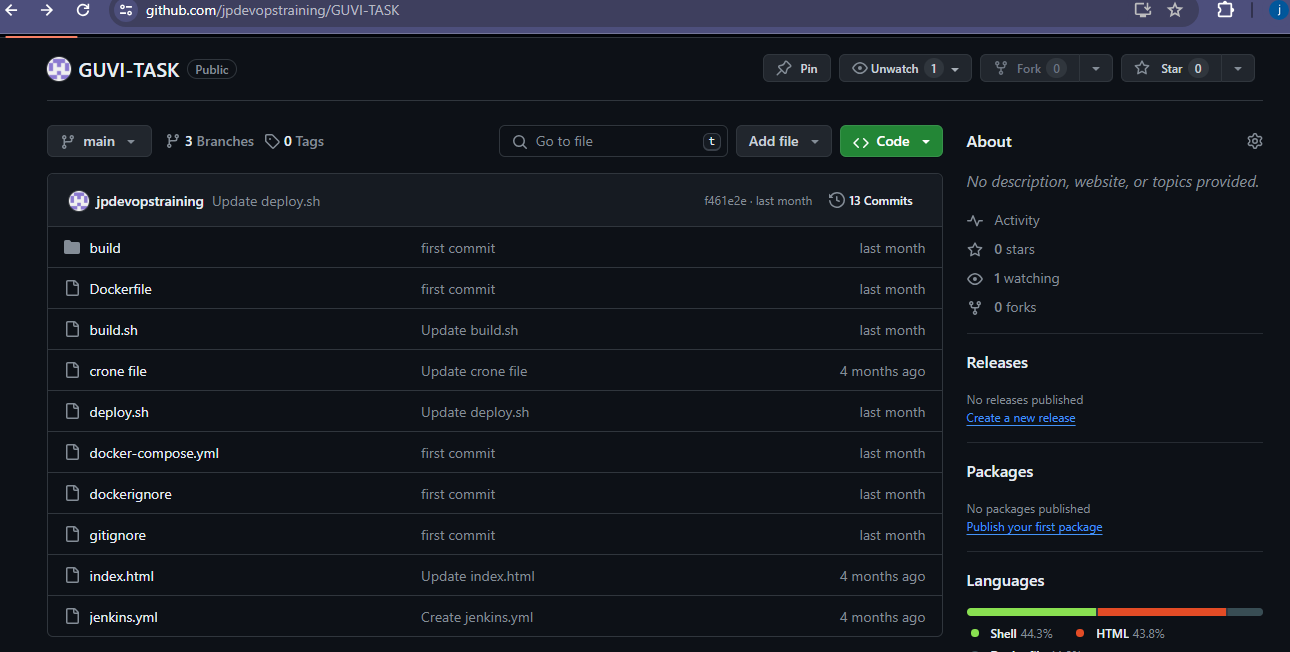 github.com/jpdevopstraining/GUVI-TASK
j
GUVI-TASK Public
Pin
Unwatch 1
Fork 0
Star 0
main
3 Branches
0 Tags
Go to file
t
Add file
Code
jpdevopstraining Update deploy.sh
f461e2e · last month
13 Commits
build first commit last month
Dockerfile first commit last month
build.sh Update build.sh last month
crone file Update crone file 4 months ago
deploy.sh Update deploy.sh last month
docker-compose.yml first commit last month
dockerignore first commit last month
gitignore first commit last month
index.html Update index.html 4 months ago
jenkins.yml Create jenkins.yml 4 months ago
About
No description, website, or topics provided.
Activity
0 stars
1 watching
0 forks
Releases
No releases published
Create a new release
Packages
No packages published
Publish your first package
Languages
Shell 44.3%
HTML 43.8%